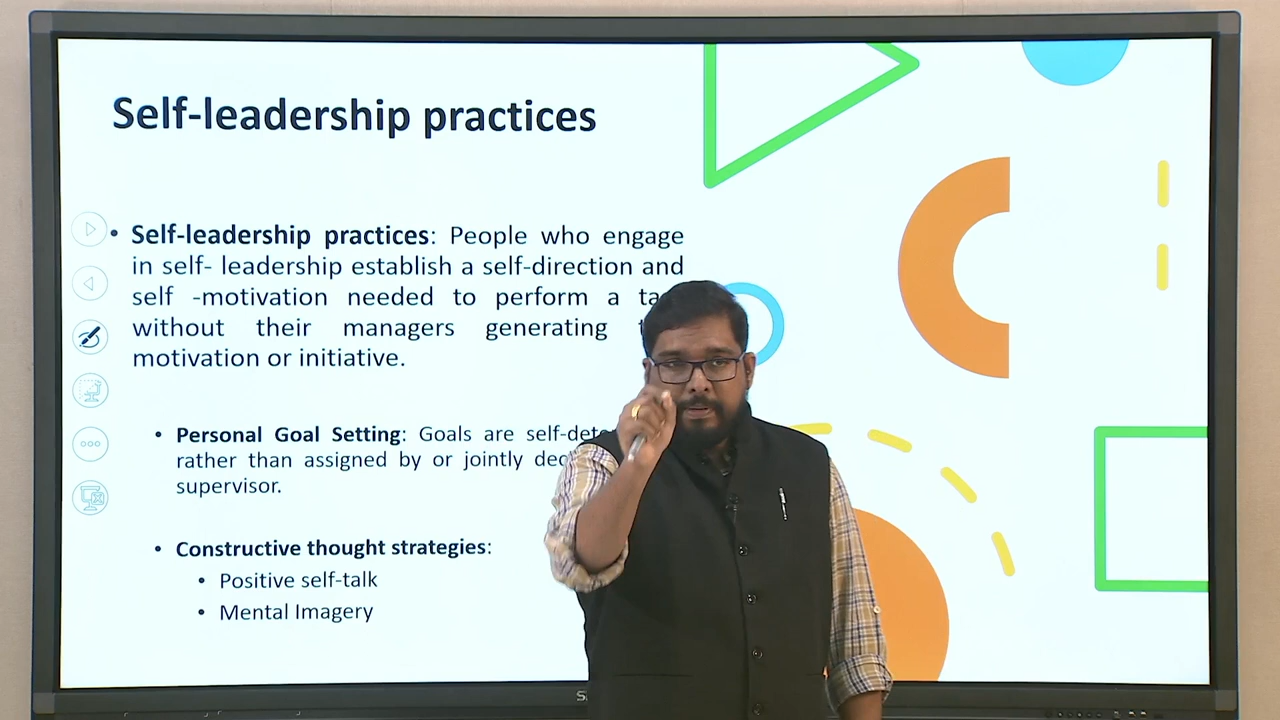 Self-leadership practices
• Self-leadership practices: People who engage
in self- leadership establish a self-direction and
self -motivation needed to perform a
without their managers generating
motivation or initiative.
• Personal Goal Setting: Goals are
rather than assigned by or jointly
supervisor.
• Constructive thought strategies:
• Positive self-talk
• Mental Imagery